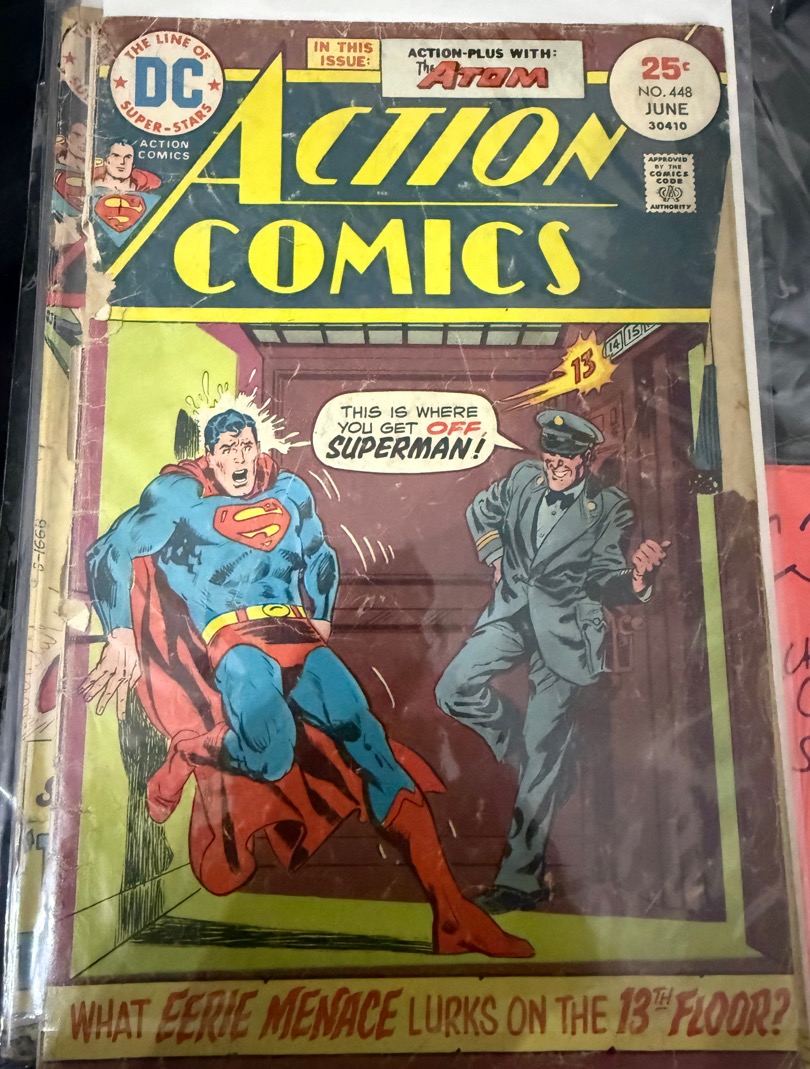 THE LINE OF
DC
SUPER-STARS
ACTION
COMICS
IN THIS
ISSUE:
ACTION-PLUS WITH:
The ATOM
25¢
NO. 448
JUNE
30410
APPROVED
BY THE
COMICS
CODE
AUTHORITY
ACTION
COMICS
13
14 15
THIS IS WHERE
YOU GET OFF
SUPERMAN!
WHAT EERIE MENACE LURKS ON THE 13TH FLOOR?